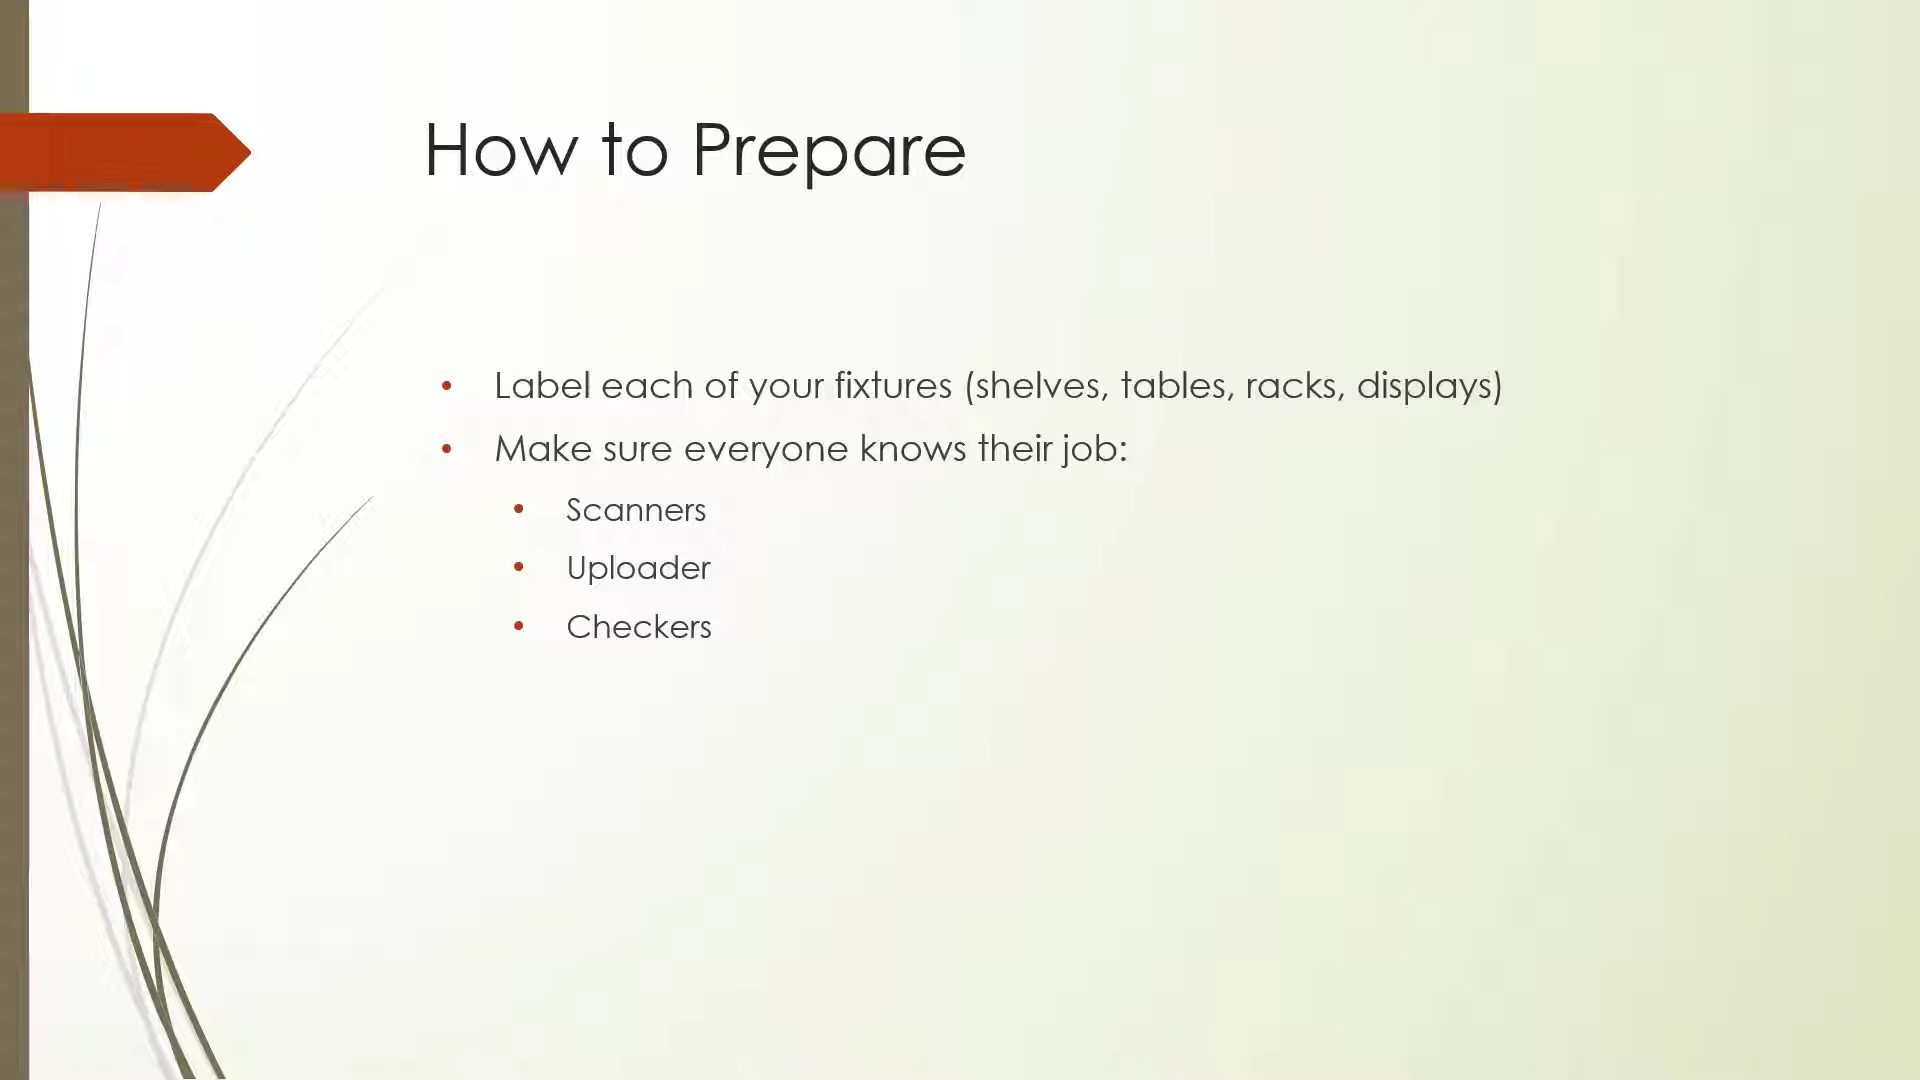 How to Prepare
• Label each of your fixtures (shelves, tables, racks, displays)
• Make sure everyone knows their job:
• Scanners
• Uploader
• Checkers